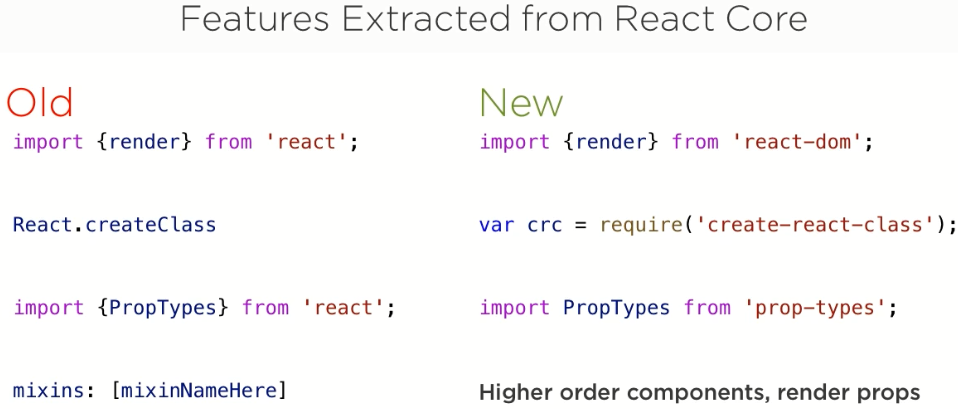 Features Extracted from React Core
Old
New
import {render} from 'react';
import {render} from 'react-dom';
React.createClass
var crc = require('create-react-class');
import {PropTypes} from 'react';
import PropTypes from 'prop-types';
mixins: [mixinNameHere]
Higher order components, render props